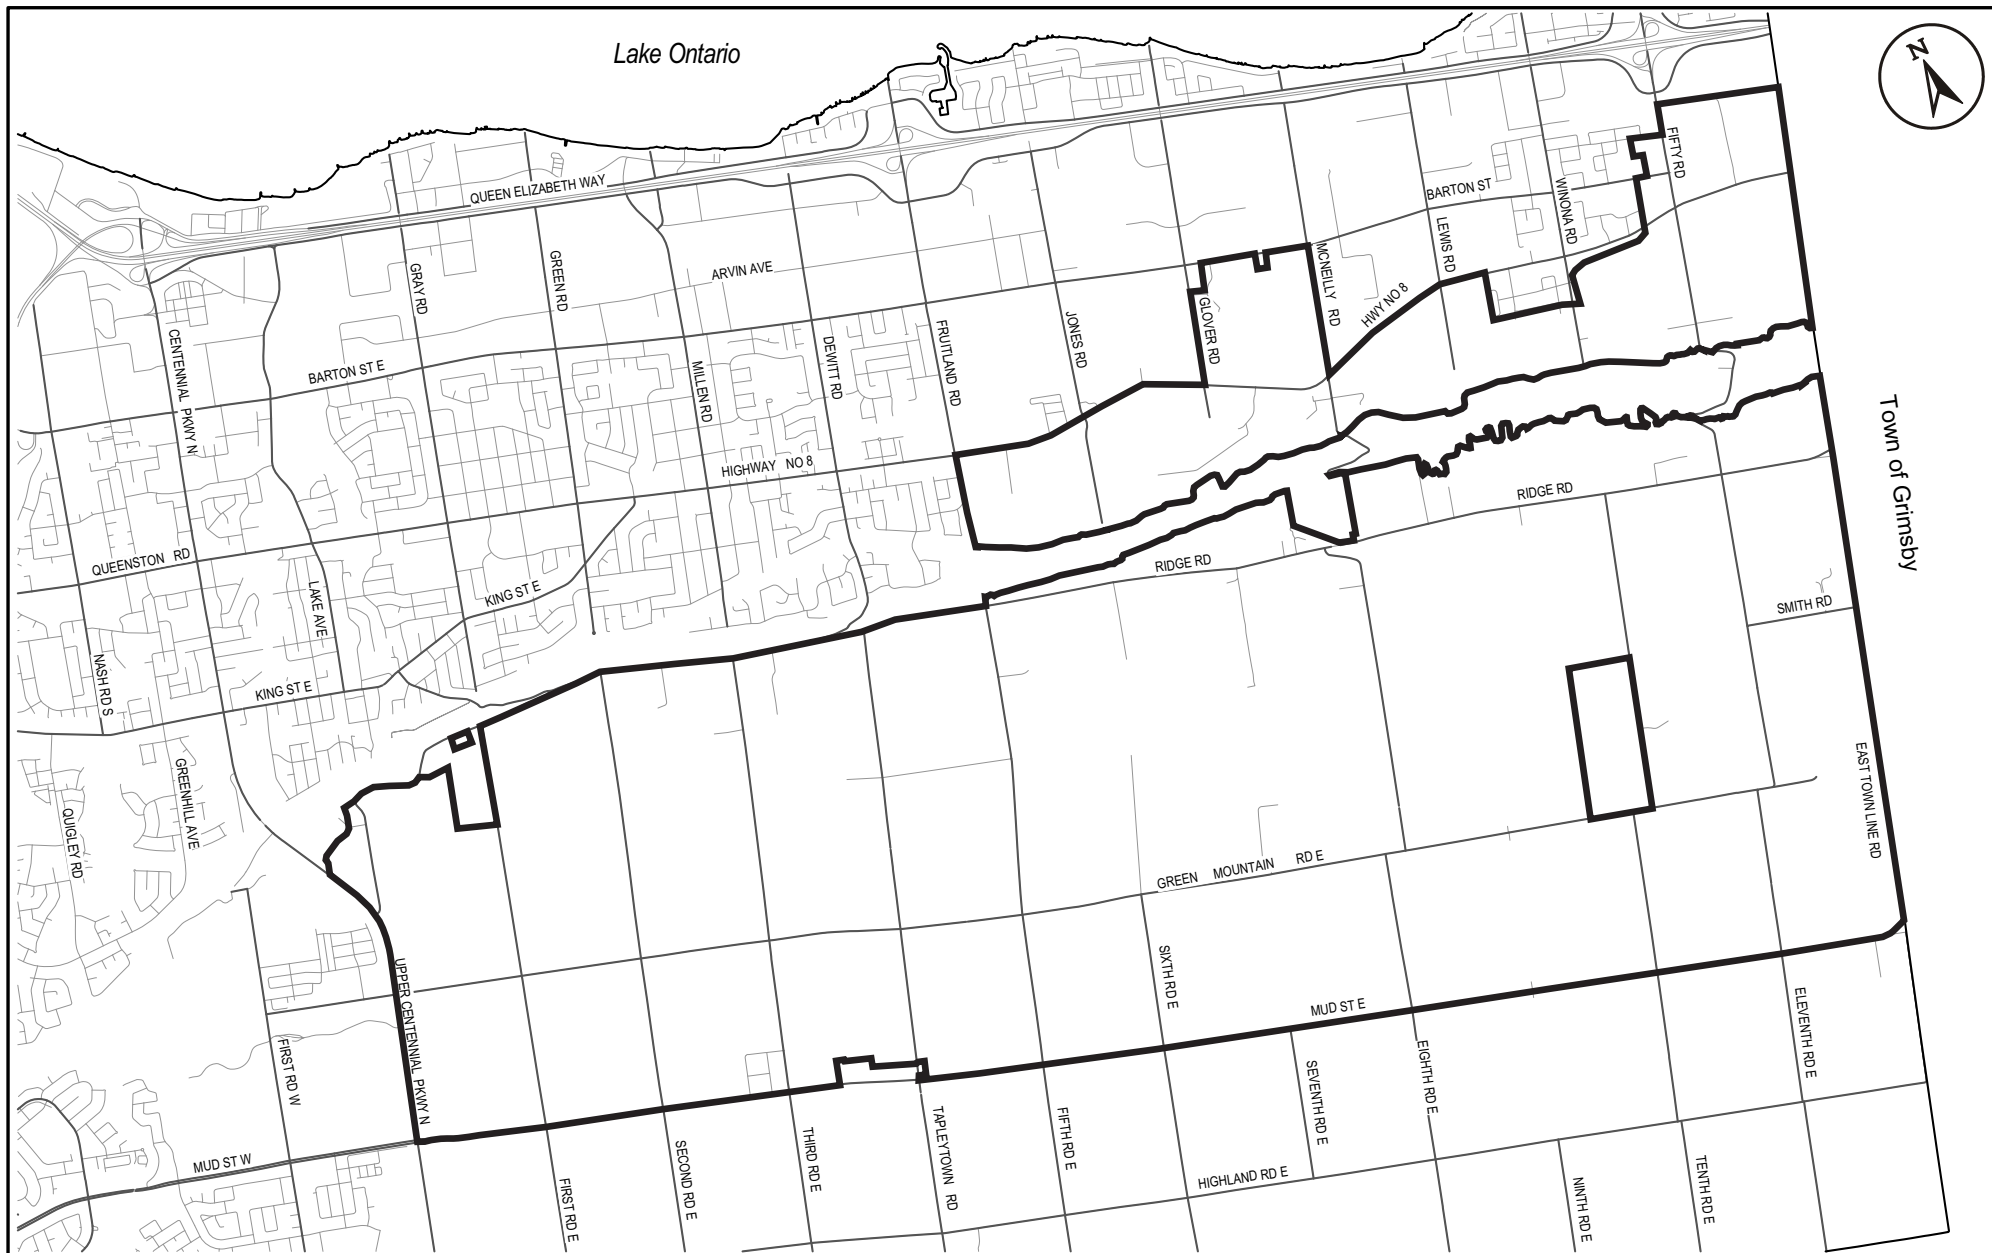 Lake Ontario
N
QUEEN ELIZABETH WAY
FIFTY RD
BARTON ST
WINONA RD
LEWIS RD
GRAY RD
GREEN RD
ARVIN AVE
MCNEILLY RD
HWY NO 8
GLOVER RD
JONES RD
FRUITLAND RD
DEWITT RD
MILLEN RD
CENTENNIAL PKWY N
BARTON ST E
HIGHWAY NO 8
Town of Grimsby
RIDGE RD
QUEENSTON RD
LAKE AVE
KING ST E
RIDGE RD
SMITH RD
NASH RD S
KING ST E
EAST TOWN LINE RD
GREENHILL AVE
QUIGLEY RD
GREEN MOUNTAIN RD E
SIXTH RD E
UPPER CENTENNIAL PKWY N
MUD ST E
ELEVENTH RD E
FIRST RD W
SEVENTH RD E
EIGHTH RD E
MUD ST W
THIRD RD E
TAPLEYTOWN RD
FIFTH RD E
SECOND RD E
FIRST RD E
HIGHLAND RD E
NINTH RD E
TENTH RD E